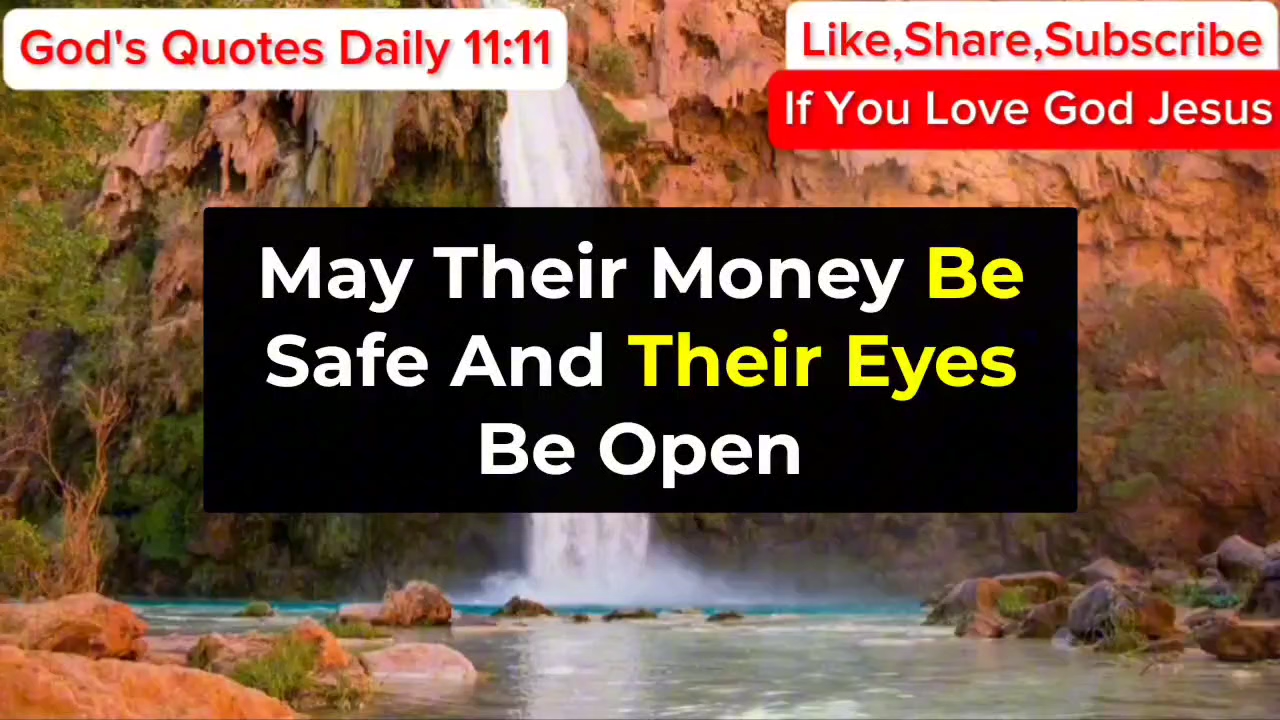 God's Quotes Daily 11:11
Like,Share,Subscribe
If You Love God Jesus
May Their Money Be
Safe And Their Eyes
Be Open